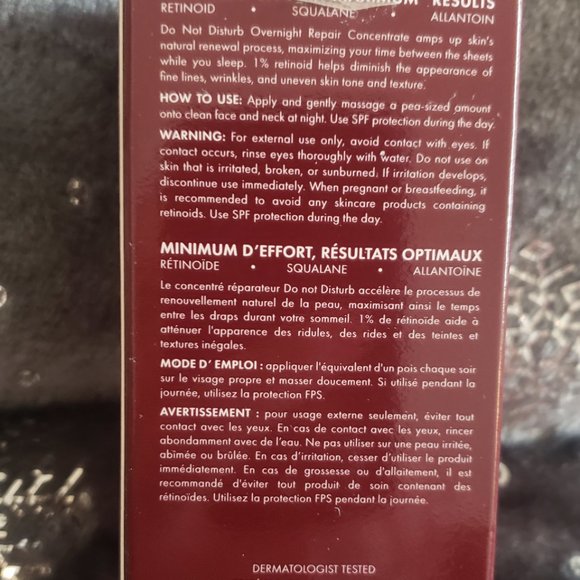 RESULTS
RETINOID • SQUALANE • ALLANTOIN
Do Not Disturb Overnight Repair Concentrate amps up skin's
natural renewal process, maximizing your time between the sheets
while you sleep. 1% retinoid helps diminish the appearance of
fine lines, wrinkles, and uneven skin tone and texture.
HOW TO USE: Apply and gently massage a pea-sized amount
onto clean face and neck at night. Use SPF protection during the day.
WARNING: For external use only, avoid contact with eyes. If
contact occurs, rinse eyes thoroughly with water. Do not use on
skin that is irritated, broken, or sunburned. If irritation develops,
discontinue use immediately. When pregnant or breastfeeding, it
is recommended to avoid any skincare products containing
retinoids. Use SPF protection during the day.
MINIMUM D'EFFORT, RÉSULTATS OPTIMAUX
RÉTINOÏDE • SQUALANE • ALLANTOÏNE
Le concentré réparateur Do not Disturb accélère le processus de
renouvellement naturel de la peau, maximisant ainsi le temps
entre les draps durant votre sommeil. 1% de rétinoïde aide à
atténuer l'apparence des ridules, des rides et des teintes et
textures inégales.
MODE D' EMPLOI : appliquer l'équivalent d'un pois chaque soir
sur le visage propre et masser doucement. Si utilisé pendant la
journée, utilisez la protection FPS.
AVERTISSEMENT : pour usage externe seulement, éviter tout
contact avec les yeux. En cas de contact avec les yeux, rincer
abondamment avec de l'eau. Ne pas utiliser sur une peau irritée,
abîmée ou brûlée. En cas d'irritation, cesser d'utiliser le produit
immédiatement. En cas de grossesse ou d'allaitement, il est
recommandé d'éviter tout produit de soin contenant des
rétinoïdes. Utilisez la protection FPS pendant la journée.
DERMATOLOGIST TESTED